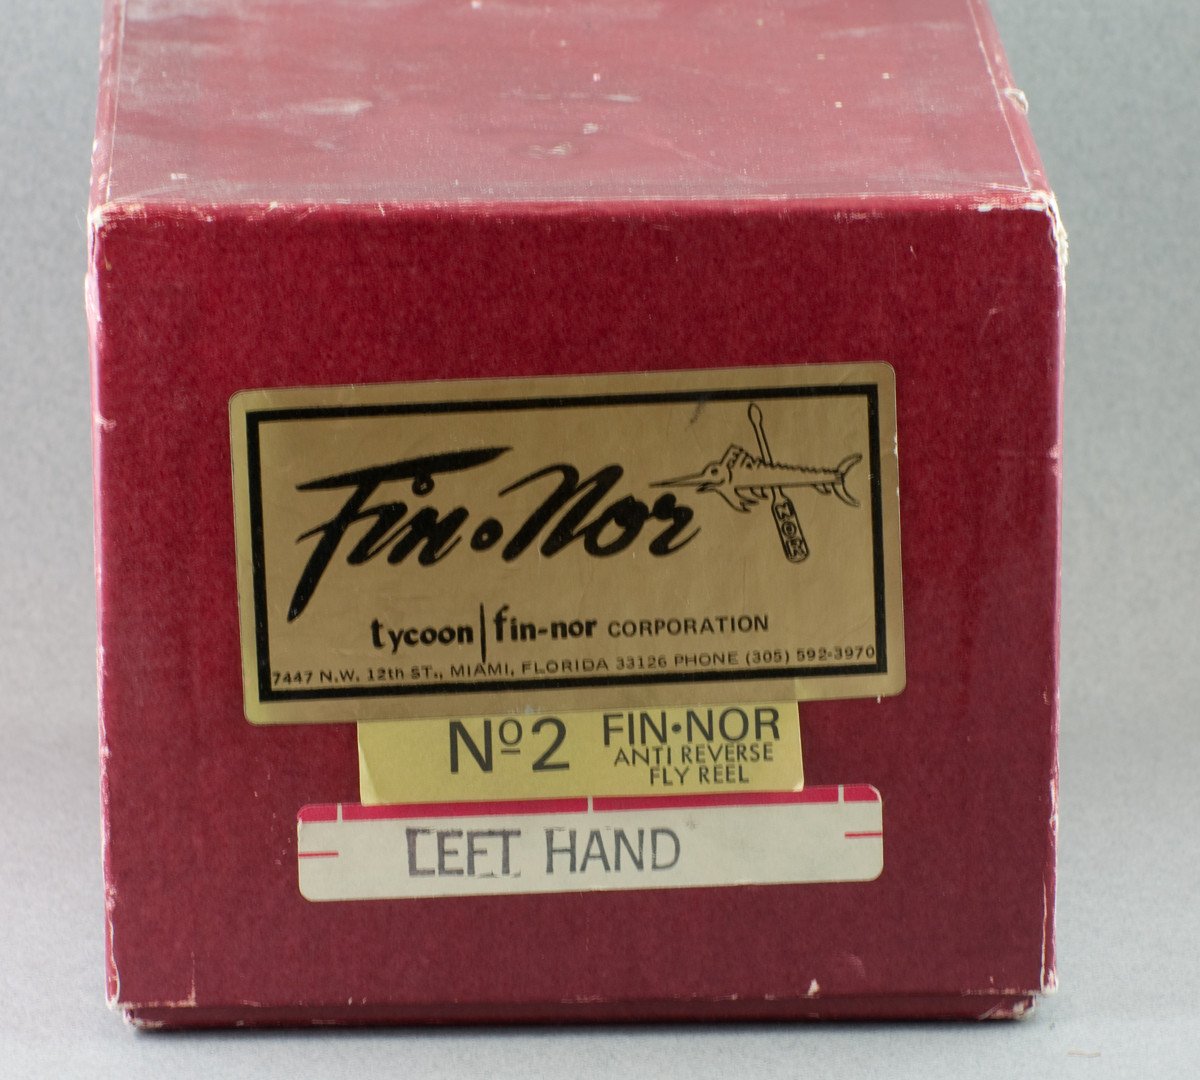 Fin·Nor
FIN
NOR
tycoon|fin-nor CORPORATION
7447 N.W. 12th ST., MIAMI, FLORIDA 33126 PHONE (305) 592-3970
Nº2 FIN·NOR
ANTI REVERSE
FLY REEL
LEFT HAND